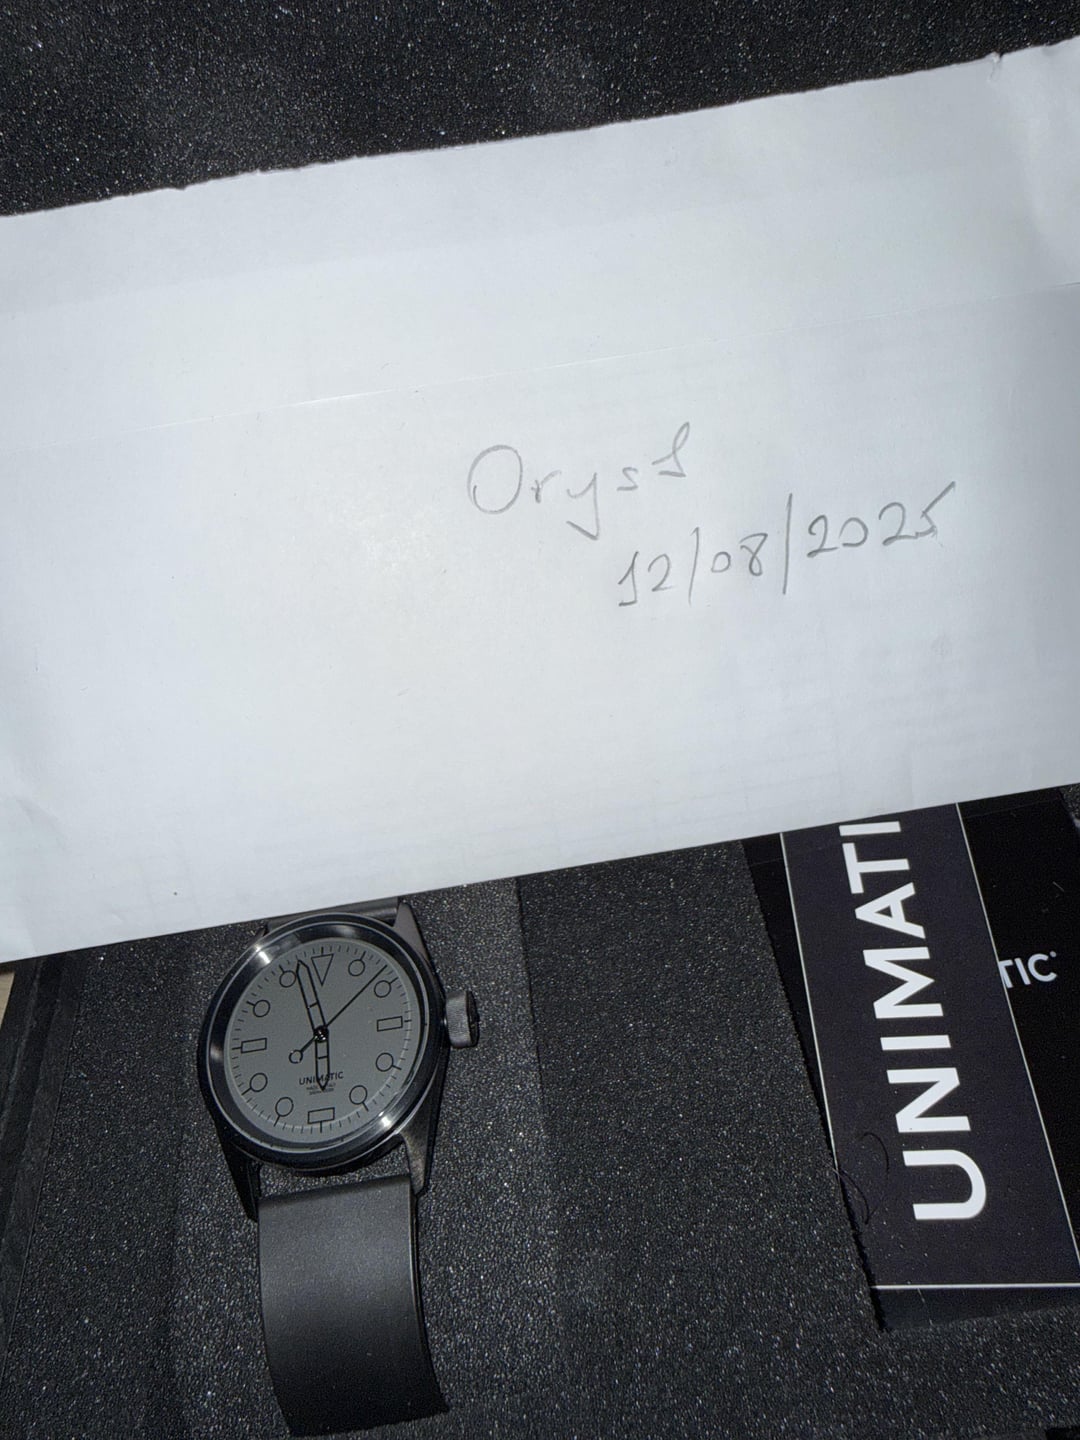 Orys1
12/08/2025
UNIMATIC
UNIMATI
TIC